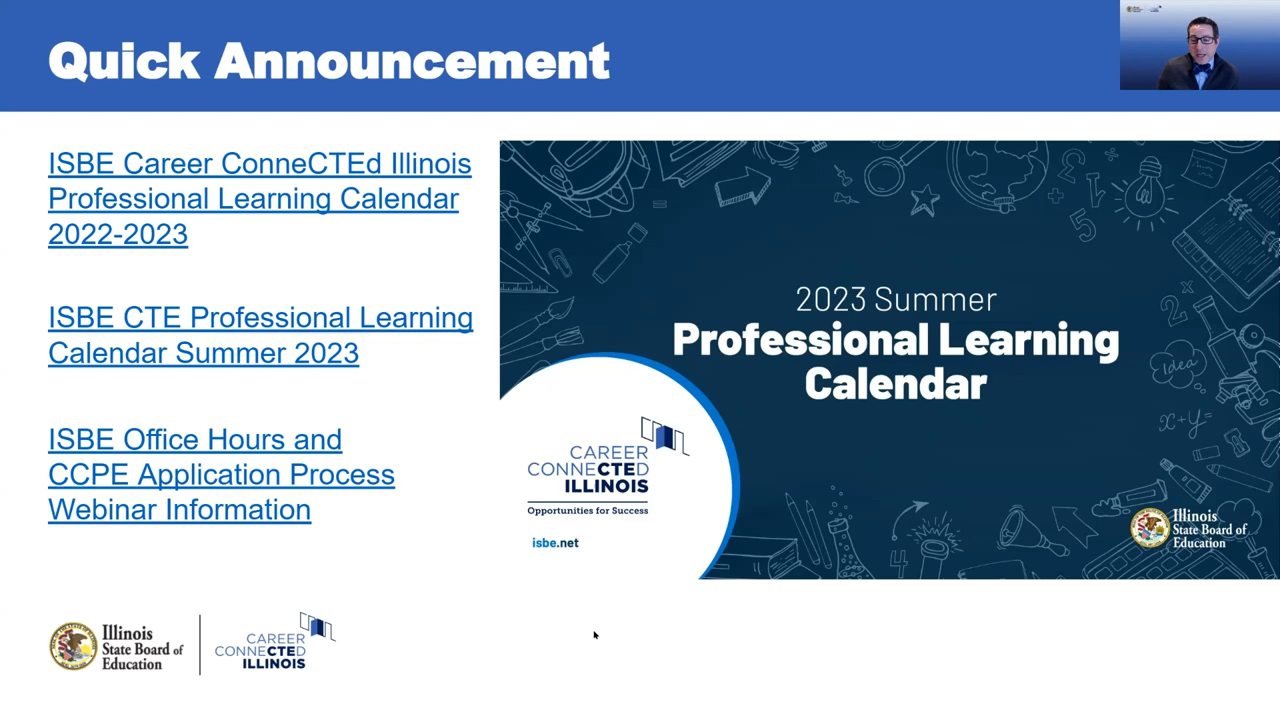 Quick Announcement
ISBE Career ConneCTEd Illinois
Professional Learning Calendar
2022-2023
ISBE CTE Professional Learning
Calendar Summer 2023
ISBE Office Hours and
CCPE Application Process
Webinar Information
2023 Summer
Professional Learning
Calendar
CAREER
CONNECTED
ILLINOIS
Opportunities for Success
isbe.net
Idea
x+y=
Illinois
State Board of
Education
Illinois
State Board of
Education
CAREER
CONNECTED
ILLINOIS